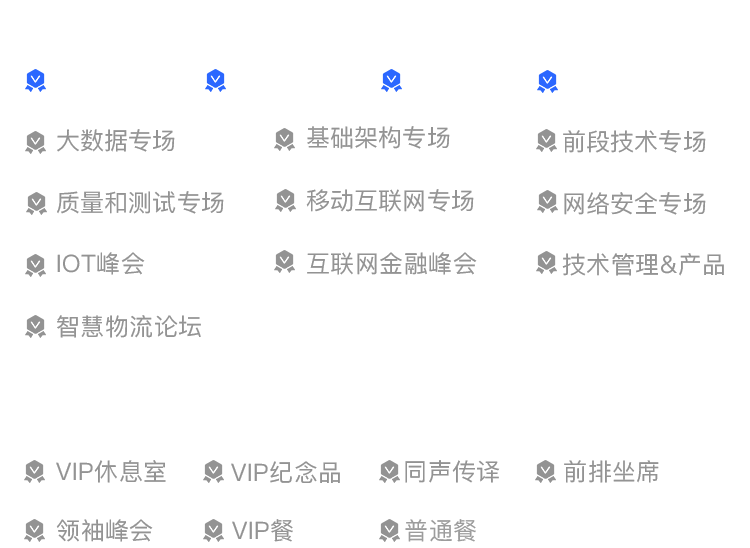 大数据专场 基础架构专场 前段技术专场
质量和测试专场 移动互联网专场 网络安全专场
IOT峰会 互联网金融峰会 技术管理&产品
智慧物流论坛
VIP休息室 VIP纪念品 同声传译 前排坐席
领袖峰会 VIP餐 普通餐